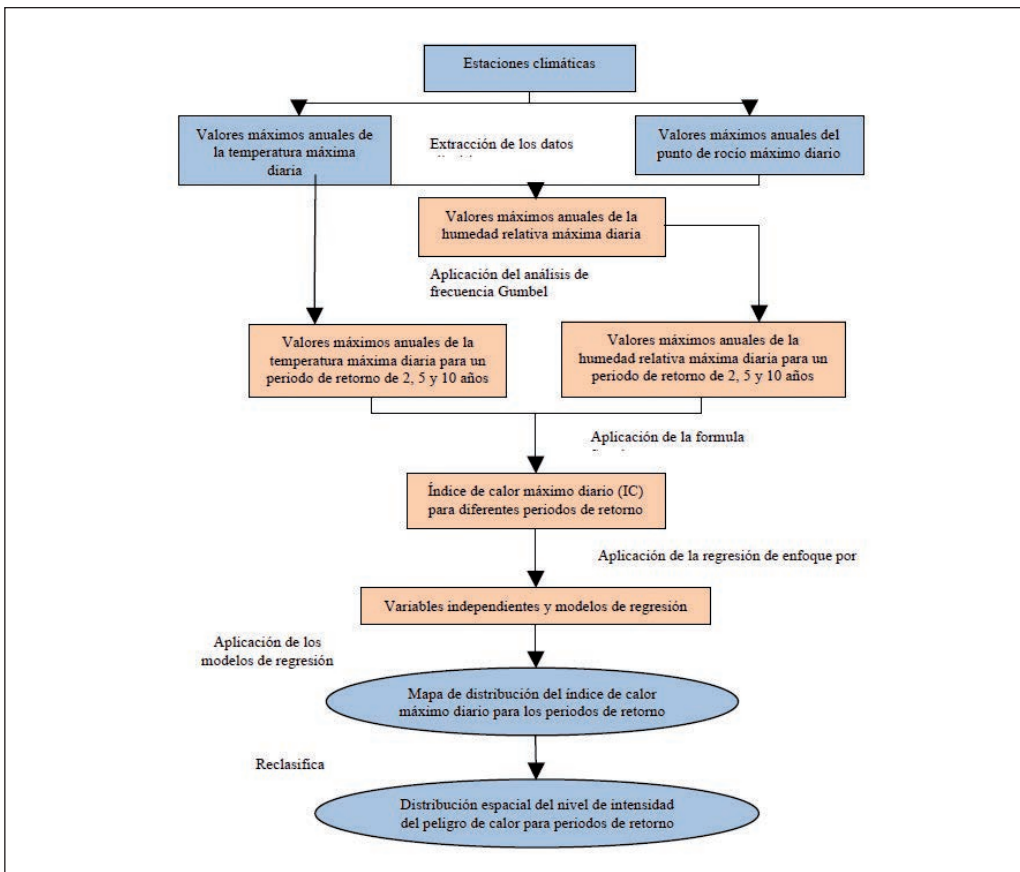 Estaciones climáticas
Valores máximos anuales de
la temperatura máxima
diaria
Extracción de los datos
Valores máximos anuales del
punto de rocío máximo diario
Valores máximos anuales de la
humedad relativa máxima diaria
Aplicación del análisis de
frecuencia Gumbel
Valores máximos anuales de la
temperatura máxima diaria para un
periodo de retorno de 2, 5 y 10 años
Valores máximos anuales de la
humedad relativa máxima diaria para un
periodo de retorno de 2, 5 y 10 años
Aplicación de la formula
Índice de calor máximo diario (IC)
para diferentes periodos de retorno
Aplicación de la regresión de enfoque por
Variables independientes y modelos de regresión
Aplicación de los
modelos de regresión
Mapa de distribución del índice de calor
máximo diario para los periodos de retorno
Reclasifica
Distribución espacial del nivel de intensidad
del peligro de calor para periodos de retorno